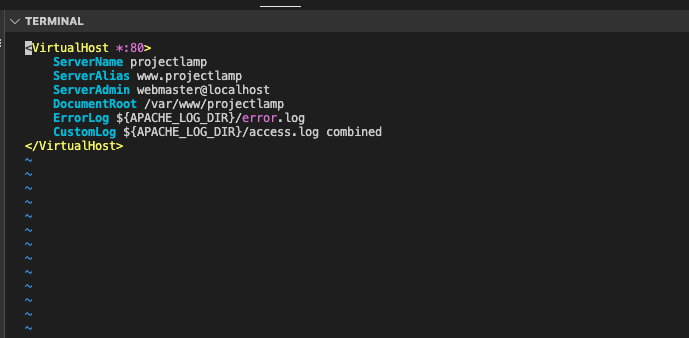 TERMINAL
<VirtualHost *:80>
    ServerName projectlamp
    ServerAlias www.projectlamp
    ServerAdmin webmaster@localhost
    DocumentRoot /var/www/projectlamp
    ErrorLog ${APACHE_LOG_DIR}/error.log
    CustomLog ${APACHE_LOG_DIR}/access.log combined
</VirtualHost>
~
~
~
~
~
~
~
~
~
~
~
~
~